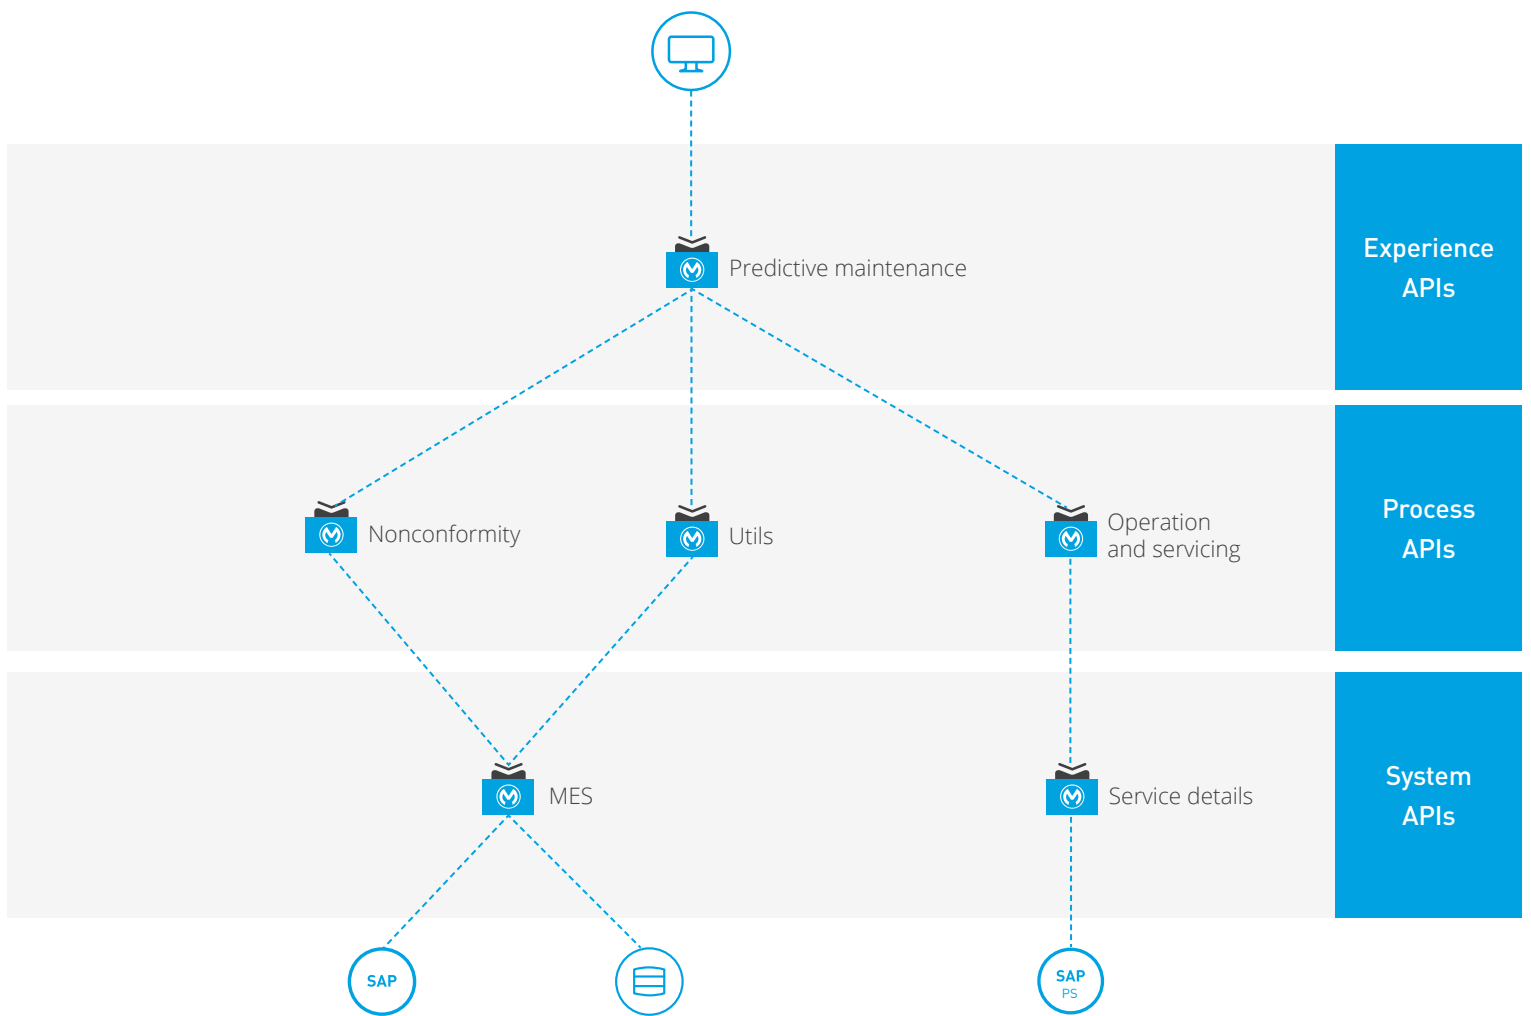 Experience
APIs
Predictive maintenance
Process
APIs
Nonconformity
Utils
Operation
and servicing
System
APIs
MES
Service details
SAP
SAP
PS